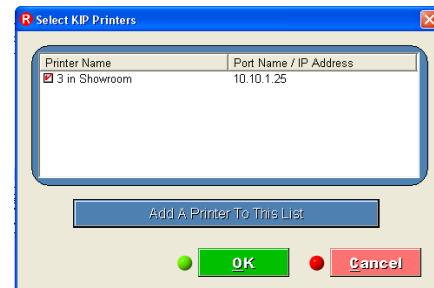 R Select KIP Printers
Printer Name Port Name / IP Address
3 in Showroom 10.10.1.25
Add A Printer To This List
OK Cancel